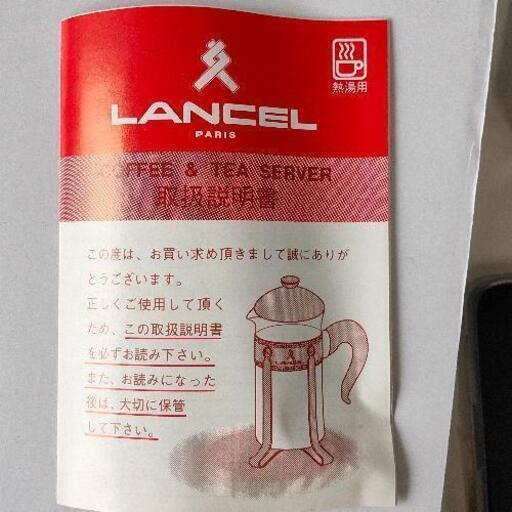 熱湯用
LANCEL
PARIS
COFFEE & TEA SERVER
取扱説明書
この度は、お買い求め頂きまして誠にありが
とうございます。
正しくご使用して頂く
ため、この取扱説明書
を必ずお読み下さい。
また、お読みになった
後は、大切に保管
して下さい。